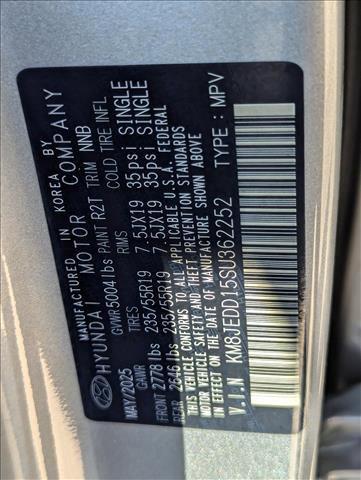 MANUFACTURED IN KOREA BY
HYUNDAI MOTOR COMPANY
MAY/2025 GVWR 5004 lbs PAINT R2T TRIM NNB
GAWR TIRES RIMS COLD TIRE INFL
FRONT 2778 lbs 235/55R19 7.5JX19 35psi SINGLE
REAR 2646 lbs 235/55R19 7.5JX19 35psi SINGLE
THIS VEHICLE CONFORMS TO ALL APPLICABLE U.S.A. FEDERAL
MOTOR VEHICLE SAFETY AND THEFT PREVENTION STANDARDS
IN EFFECT ON THE DATE OF MANUFACTURE SHOWN ABOVE
V.I.N : KM8JEDD15SU362252 TYPE : MPV